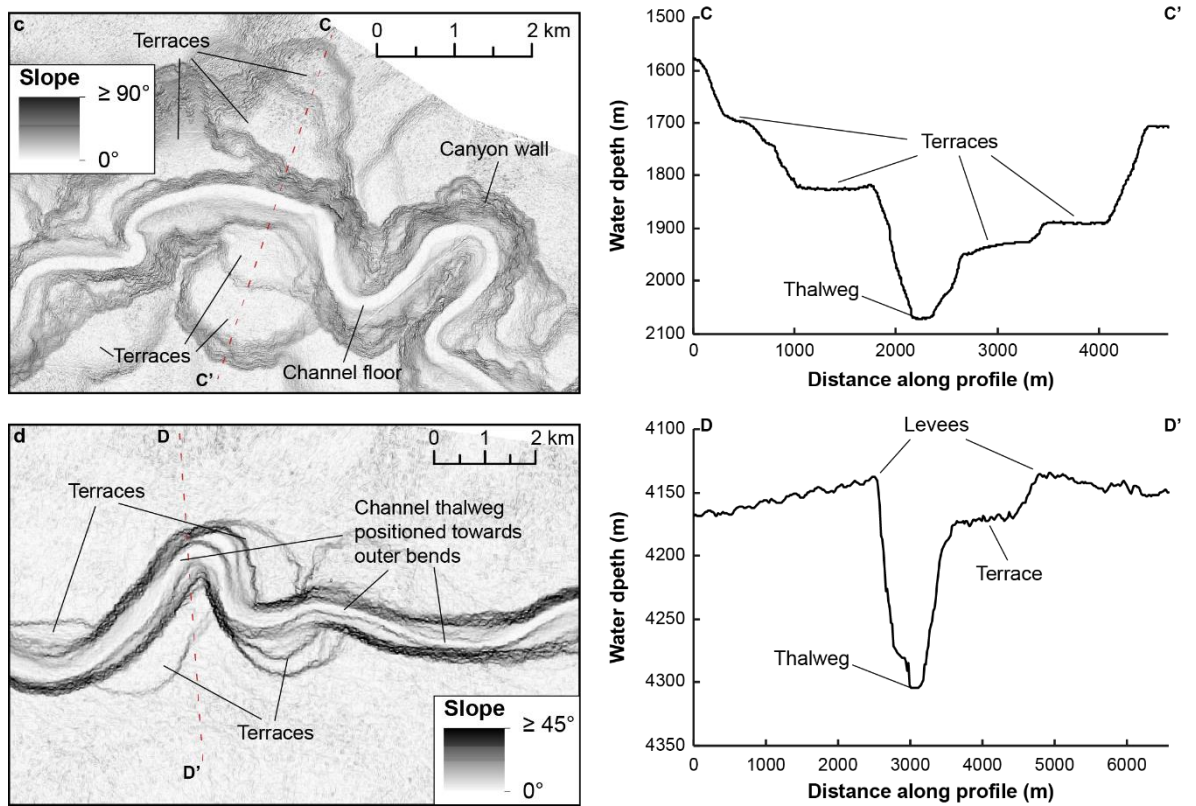 c
Terraces
C
0 1 2 km
Slope
≥ 90°
0°
Canyon wall
Terraces
C'
Channel floor
C
C'
1500
1600
1700
1800
1900
2000
2100
Water dpeth (m)
Terraces
Thalweg
0 1000 2000 3000 4000
Distance along profile (m)
d
D
0 1 2 km
Terraces
Channel thalweg
positioned towards
outer bends
Terraces
D'
Slope
≥ 45°
0°
D
D'
4100
4150
4200
4250
4300
4350
Water dpeth (m)
Levees
Terrace
Thalweg
0 1000 2000 3000 4000 5000 6000
Distance along profile (m)